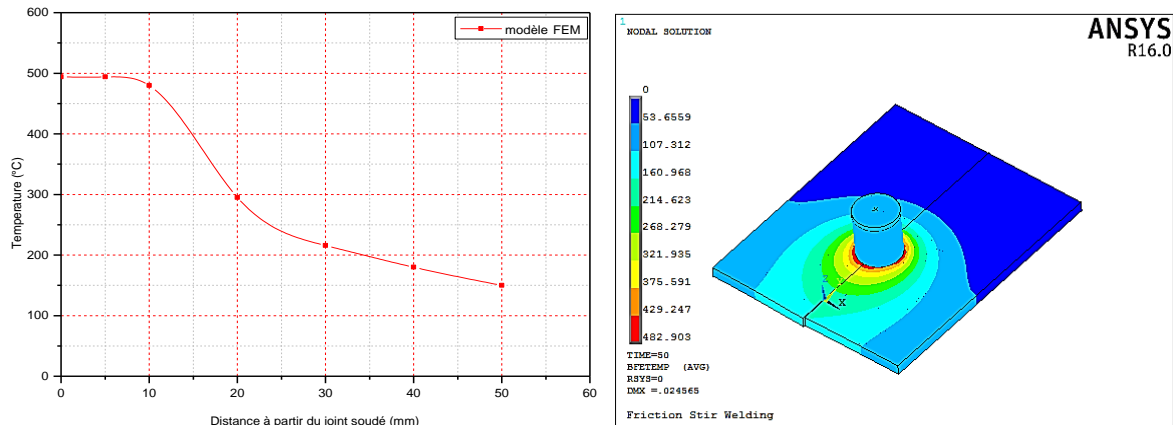 600
500
400
300
200
100
0
0 10 20 30 40 50 60
Temperature (°C)
Distance à partir du joint soudé (mm)
modèle FEM
1
NODAL SOLUTION
ANSYS
R16.0
0
53.6559
107.312
160.968
214.623
268.279
321.935
375.591
429.247
482.903
TIME=50
BFETEMP (AVG)
RSYS=0
DMX =.024565
Friction Stir Welding
Z
X